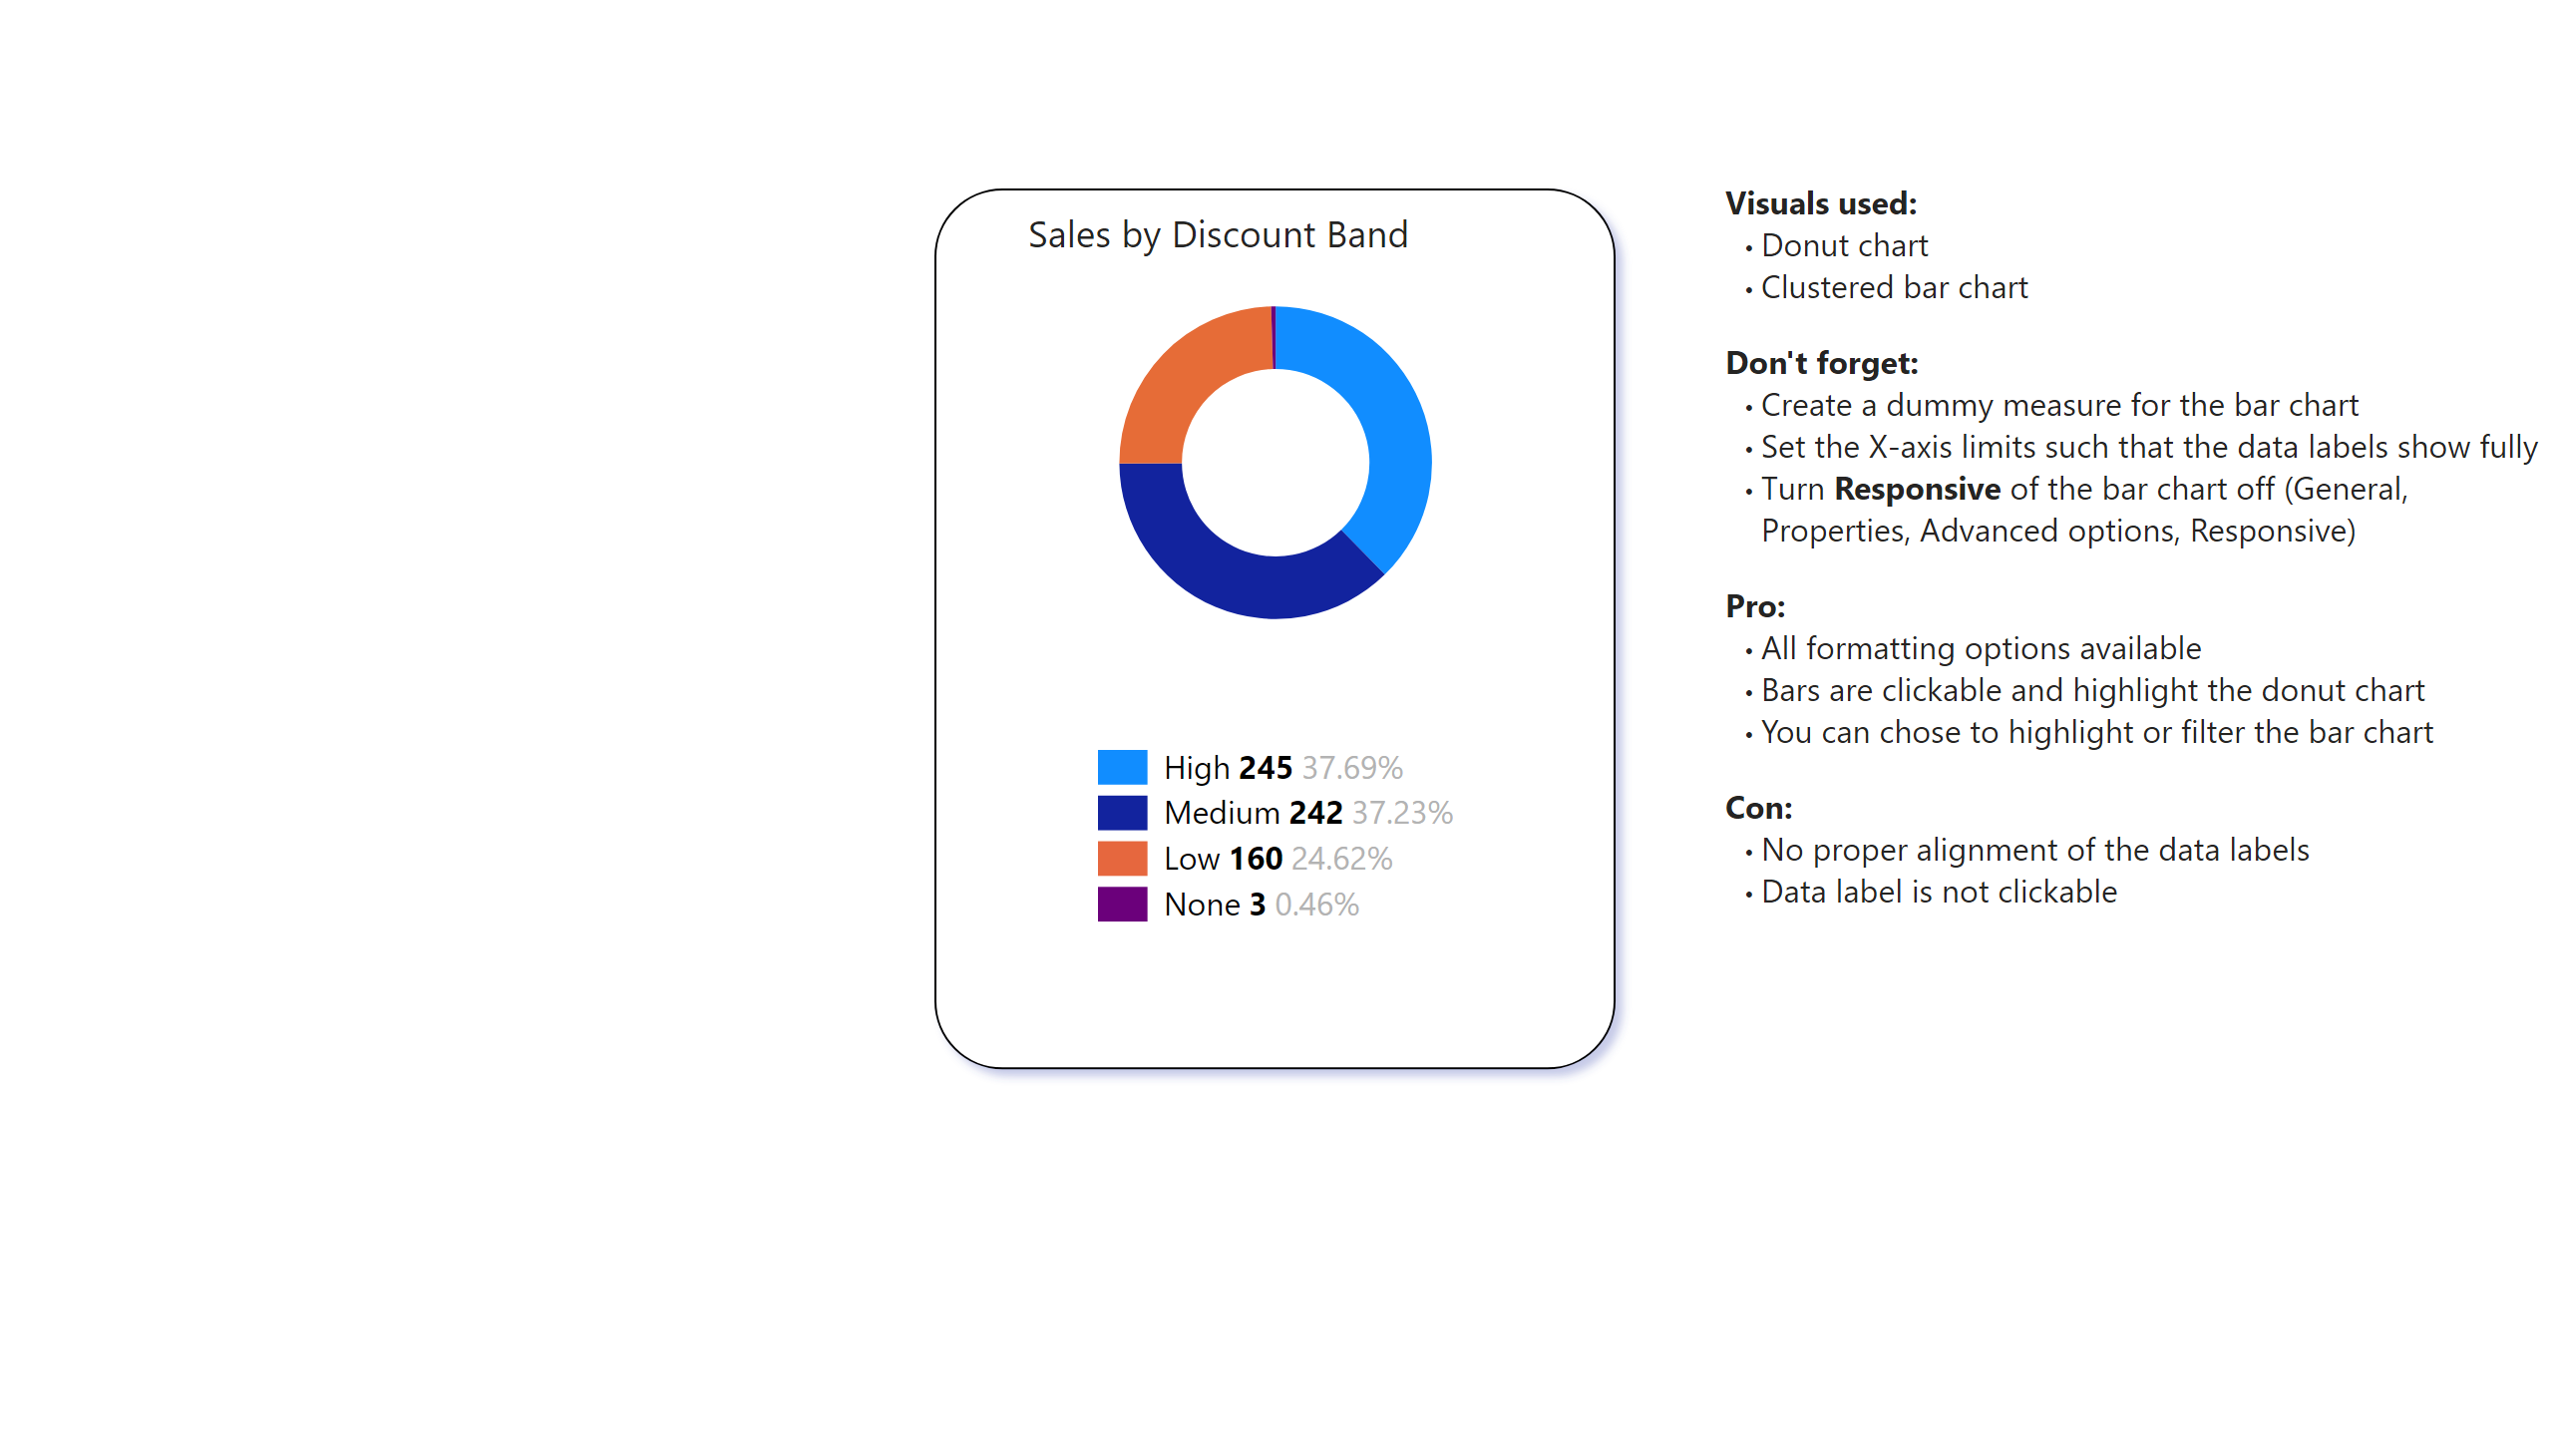 Sales by Discount Band
High 245 37.69%
Medium 242 37.23%
Low 160 24.62%
None 3 0.46%
Visuals used:
• Donut chart
• Clustered bar chart
Don't forget:
• Create a dummy measure for the bar chart
• Set the X-axis limits such that the data labels show fully
• Turn Responsive of the bar chart off (General,
Properties, Advanced options, Responsive)
Pro:
• All formatting options available
• Bars are clickable and highlight the donut chart
• You can chose to highlight or filter the bar chart
Con:
• No proper alignment of the data labels
• Data label is not clickable